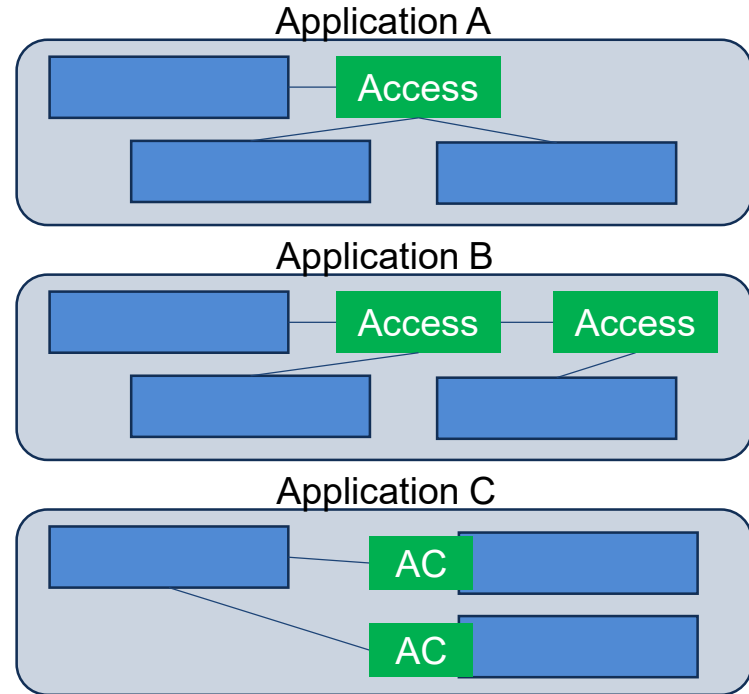 Application A
Access
Application B
Access Access
Application C
AC
AC